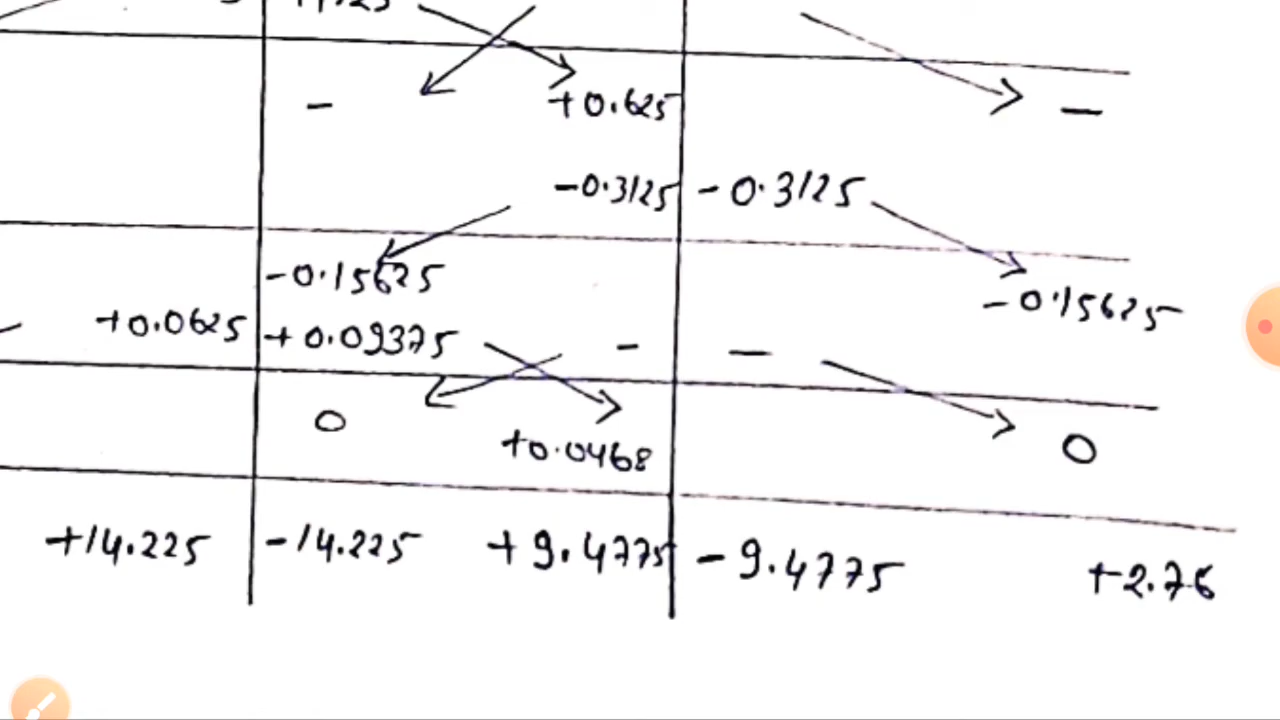 - +0.625 -
-0.3125 -0.3125
-0.15625 -0.15625
+0.0625 +0.09375 - -
0 +0.0468 0
+14.225 -14.225 +9.4775 -9.4775 +2.76